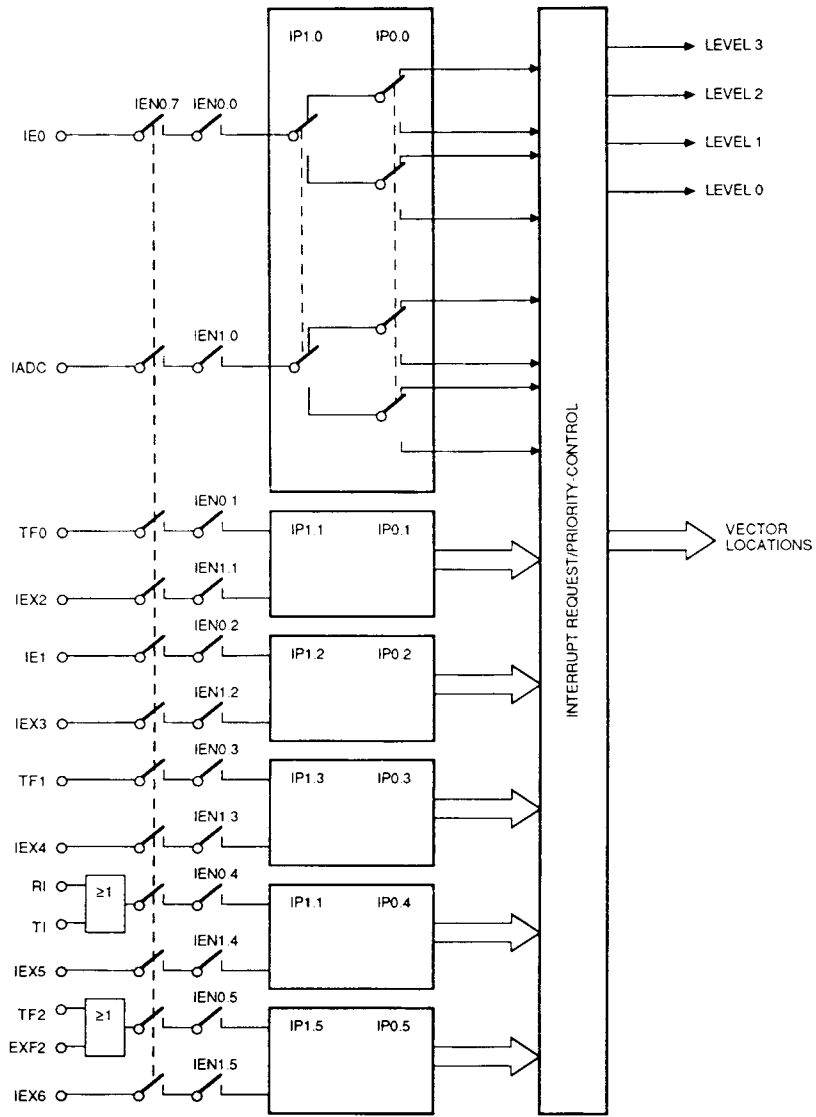 IP1.0 IP0.0
LEVEL 3
LEVEL 2
IEN0.7 IEN0.0
IE0
LEVEL 1
LEVEL 0
IEN1.0
IADC
INTERRUPT REQUEST/PRIORITY-CONTROL
IEN0.1
TF0
IP1.1 IP0.1
VECTOR
LOCATIONS
IEN1.1
IEX2
IEN0.2
IE1
IP1.2 IP0.2
IEN1.2
IEX3
IEN0.3
TF1
IP1.3 IP0.3
IEN1.3
IEX4
IEN0.4
RI
≥1
IP1.1 IP0.4
TI
IEN1.4
IEX5
IEN0.5
TF2
≥1
IP1.5 IP0.5
EXF2
IEN1.5
IEX6